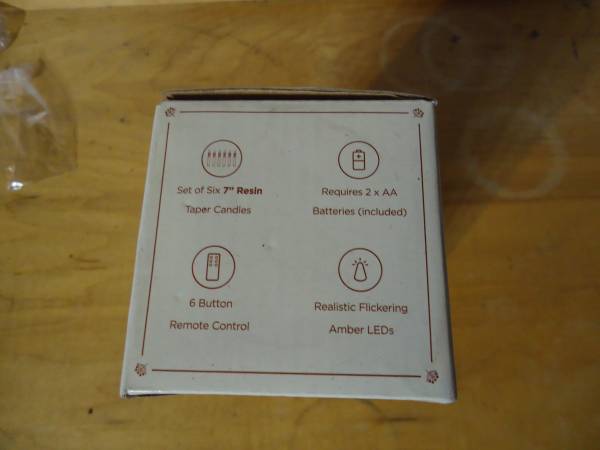 Set of Six 7" Resin
Taper Candles
Requires 2 x AA
Batteries (included)
6 Button
Remote Control
Realistic Flickering
Amber LEDs